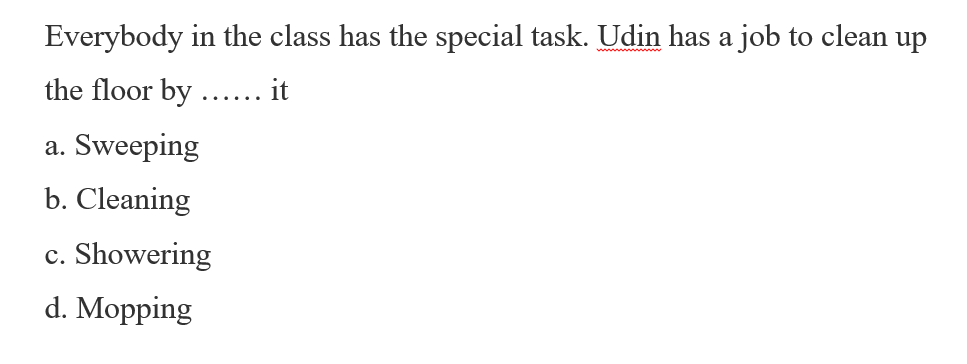 Everybody in the class has the special task. Udin has a job to clean up
the floor by …… it
a. Sweeping
b. Cleaning
c. Showering
d. Mopping